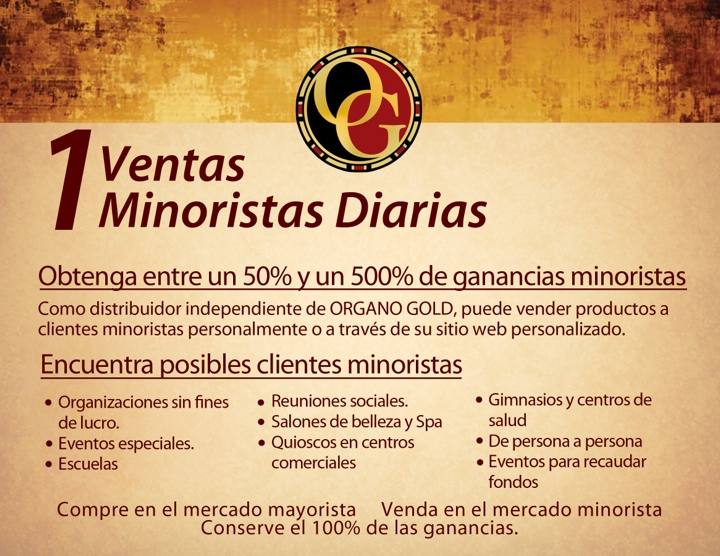 OG
1 Ventas
Minoristas Diarias
Obtenga entre un 50% y un 500% de ganancias minoristas
Como distribuidor independiente de ORGANO GOLD, puede vender productos a
clientes minoristas personalmente o a través de su sitio web personalizado.
Encuentra posibles clientes minoristas
• Organizaciones sin fines
de lucro.
• Eventos especiales.
• Escuelas
• Reuniones sociales.
• Salones de belleza y Spa
• Quioscos en centros
comerciales
• Gimnasios y centros de
salud
• De persona a persona
• Eventos para recaudar
fondos
Compre en el mercado mayorista Venda en el mercado minorista
Conserve el 100% de las ganancias.